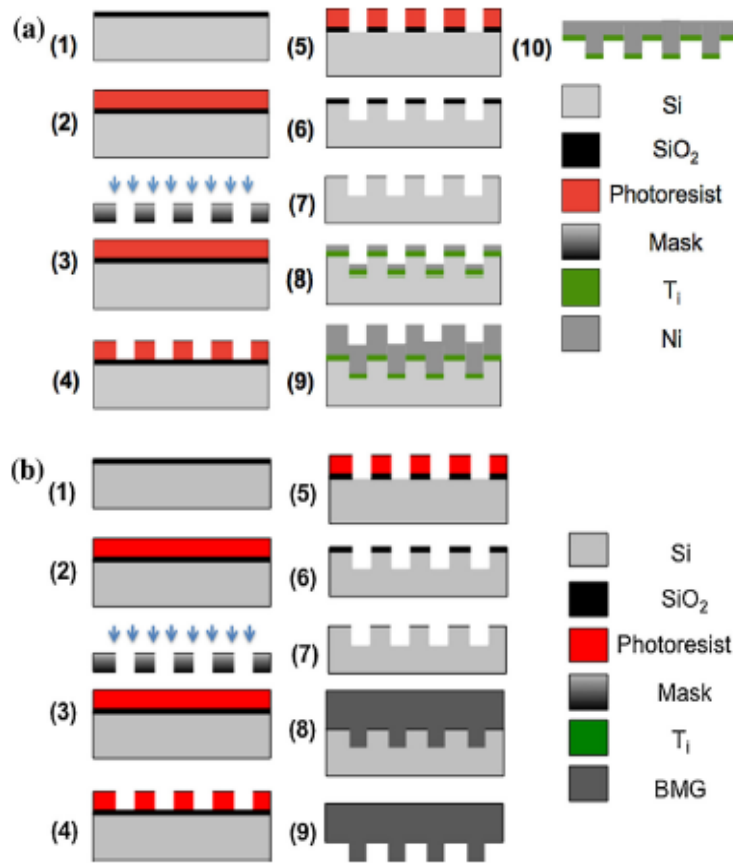 (a)
(1)
(2)
(3)
(4)
(5)
(6)
(7)
(8)
(9)
(10)
Si
SiO₂
Photoresist
Mask
Tᵢ
Ni
(b)
(1)
(2)
(3)
(4)
(5)
(6)
(7)
(8)
(9)
Si
SiO₂
Photoresist
Mask
Tᵢ
BMG